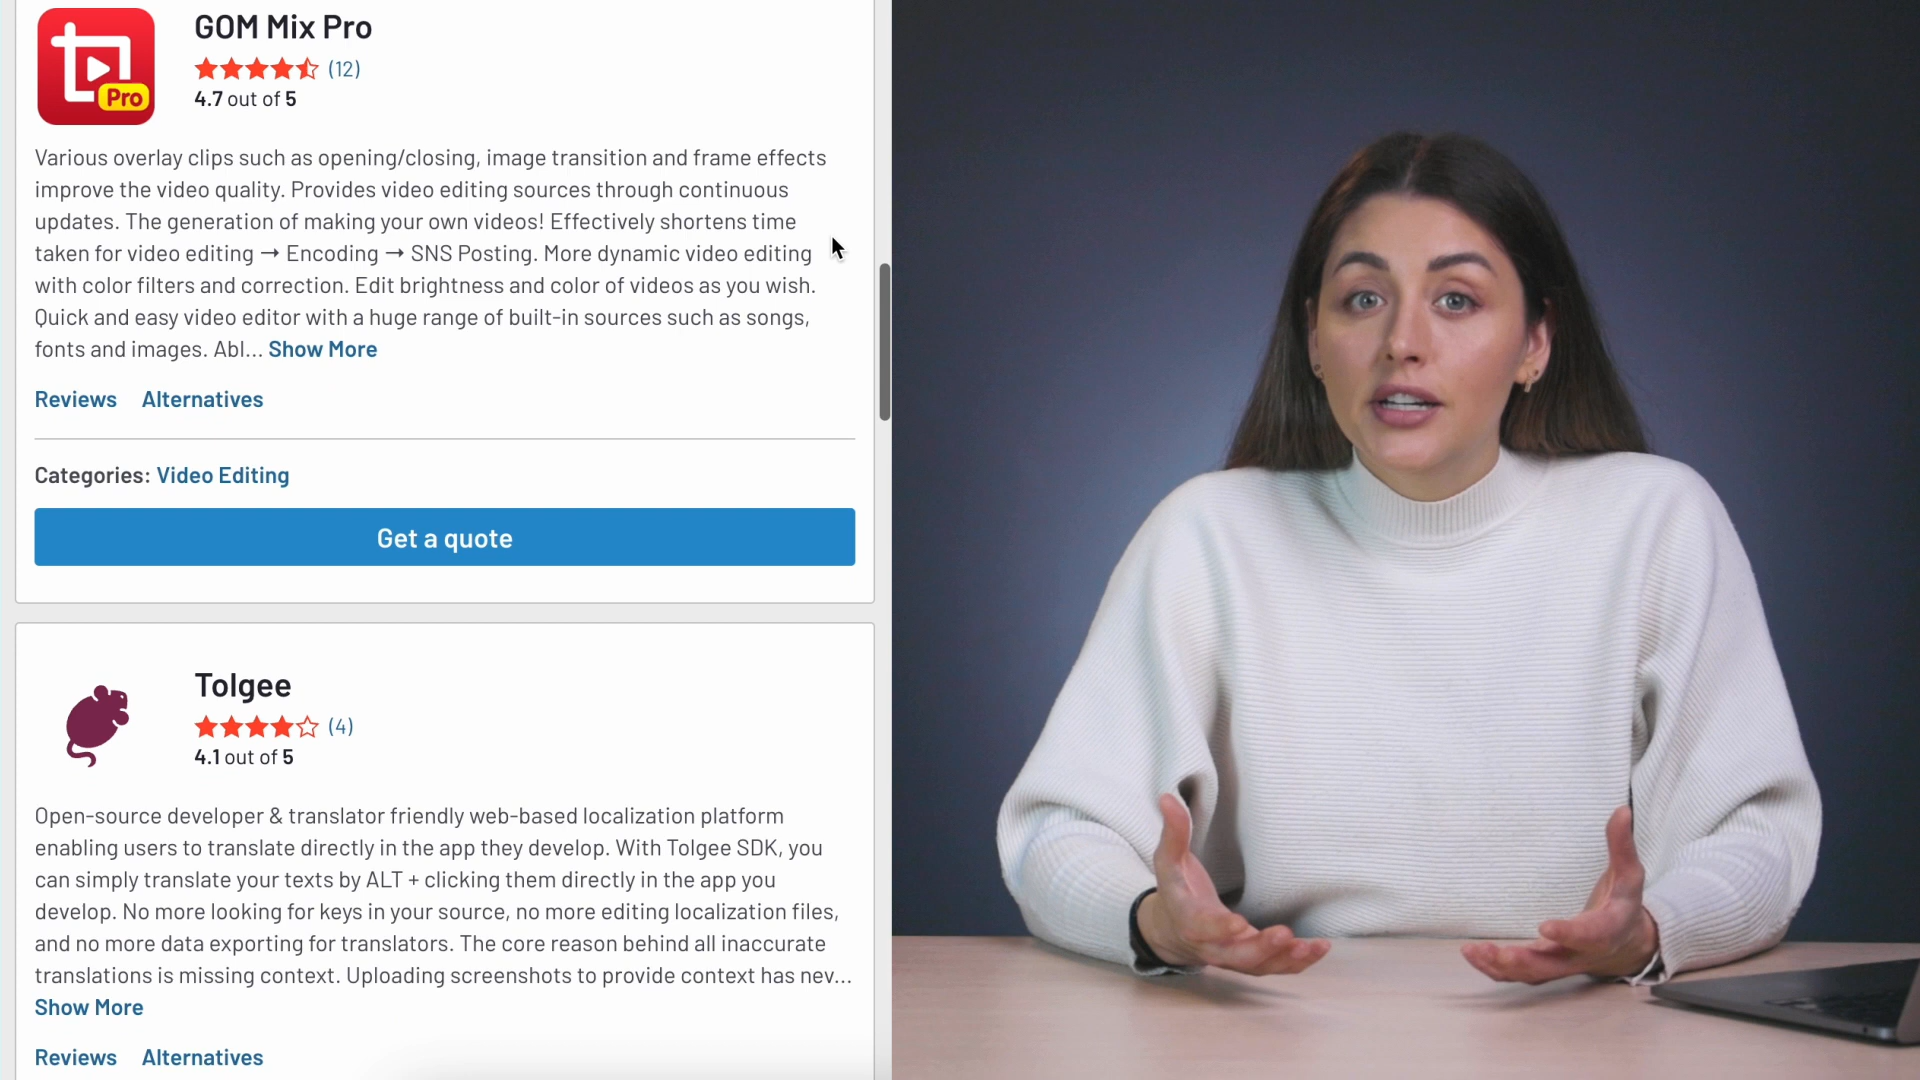 GOM Mix Pro
(12)
4.7 out of 5
Pro
Various overlay clips such as opening/closing, image transition and frame effects
improve the video quality. Provides video editing sources through continuous
updates. The generation of making your own videos! Effectively shortens time
taken for video editing → Encoding → SNS Posting. More dynamic video editing
with color filters and correction. Edit brightness and color of videos as you wish.
Quick and easy video editor with a huge range of built-in sources such as songs,
fonts and images. Abl... Show More
Reviews Alternatives
Categories: Video Editing
Get a quote
Tolgee
(4)
4.1 out of 5
Open-source developer & translator friendly web-based localization platform
enabling users to translate directly in the app they develop. With Tolgee SDK, you
can simply translate your texts by ALT + clicking them directly in the app you
develop. No more looking for keys in your source, no more editing localization files,
and no more data exporting for translators. The core reason behind all inaccurate
translations is missing context. Uploading screenshots to provide context has nev...
Show More
Reviews Alternatives